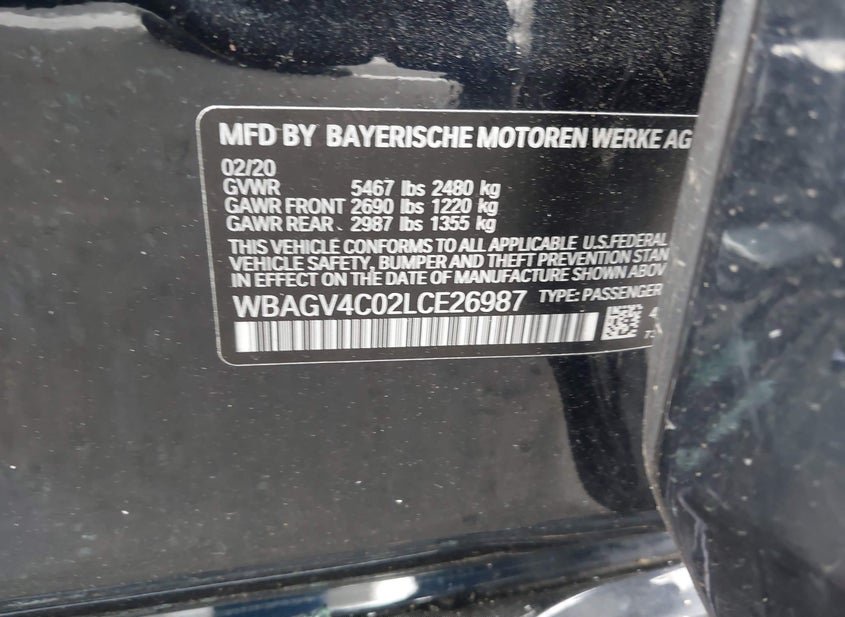 MFD BY BAYERISCHE MOTOREN WERKE AG
02/20
GVWR 5467 lbs 2480 kg
GAWR FRONT 2690 lbs 1220 kg
GAWR REAR 2987 lbs 1355 kg
THIS VEHICLE CONFORMS TO ALL APPLICABLE U.S.FEDERAL
VEHICLE SAFETY, BUMPER AND THEFT PREVENTION STAN
IN EFFECT ON THE DATE OF MANUFACTURE SHOWN ABOV
WBAGV4C02LCE26987 TYPE: PASSENGER